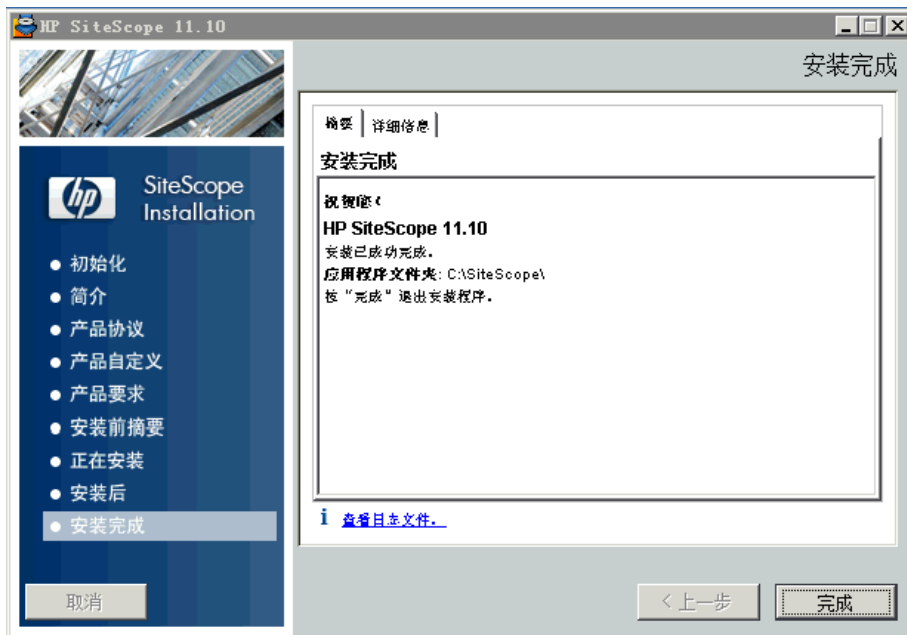 HP SiteScope 11.10
安装完成
hp
SiteScope
Installation
初始化
简介
产品协议
产品自定义
产品要求
安装前摘要
正在安装
安装后
安装完成
摘要 详细信息
安装完成
祝贺您!
HP SiteScope 11.10
安装已成功完成。
应用程序文件夹: C:\SiteScope\
按“完成”退出安装程序。
i 查看日志文件。
取消
<上一步
完成